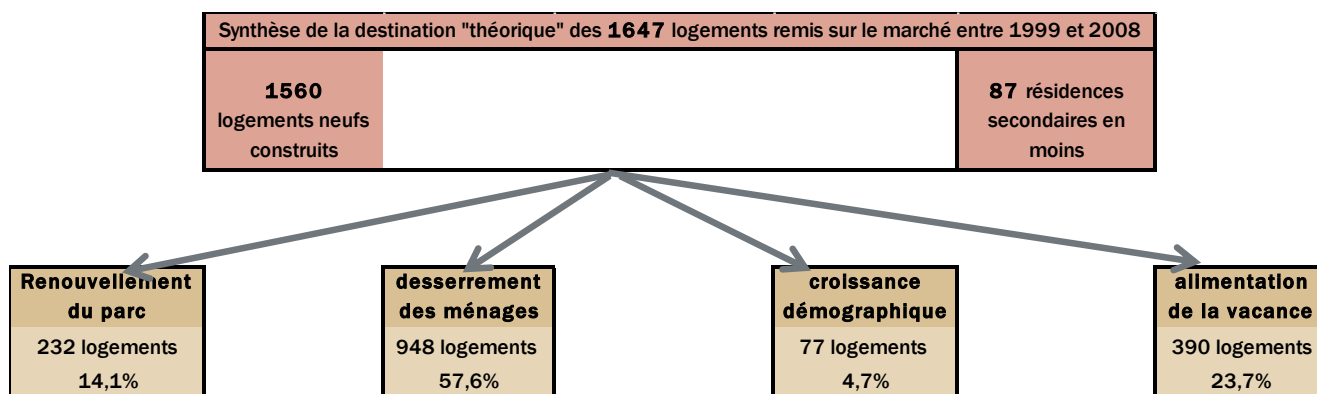 Synthèse de la destination "théorique" des 1647 logements remis sur le marché entre 1999 et 2008
1560
logements neufs
construits
87 résidences
secondaires en
moins
Renouvellement
du parc
232 logements
14,1%
desserrement
des ménages
948 logements
57,6%
croissance
démographique
77 logements
4,7%
alimentation
de la vacance
390 logements
23,7%